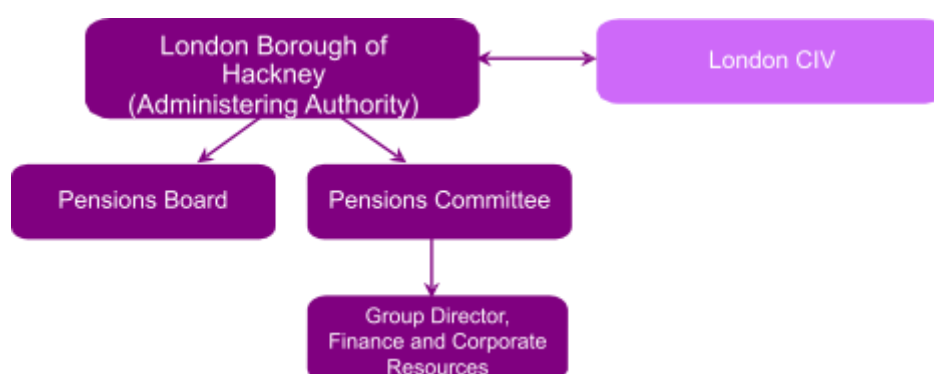 London Borough of
Hackney
(Administering Authority)
London CIV
Pensions Board
Pensions Committee
Group Director,
Finance and Corporate
Resources